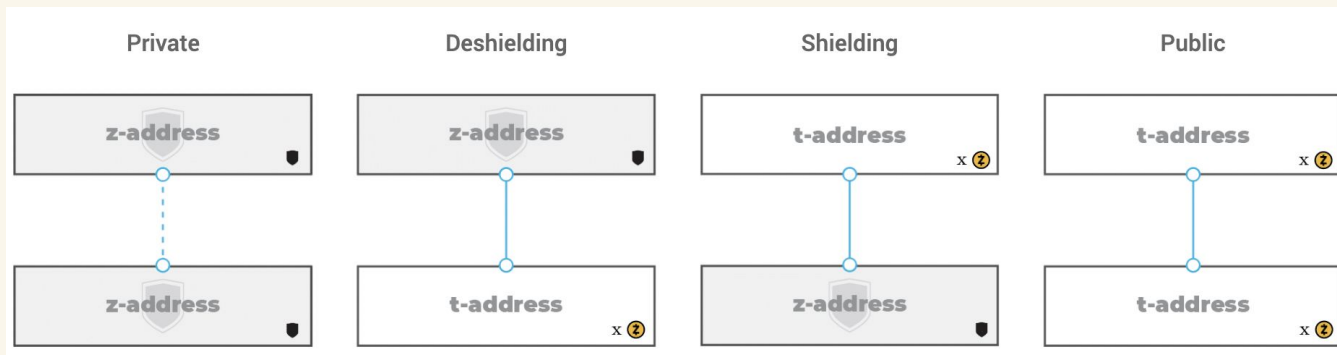 Private
Deshielding
Shielding
Public
z-address
z-address
t-address
x
t-address
x
z-address
t-address
x
z-address
t-address
x